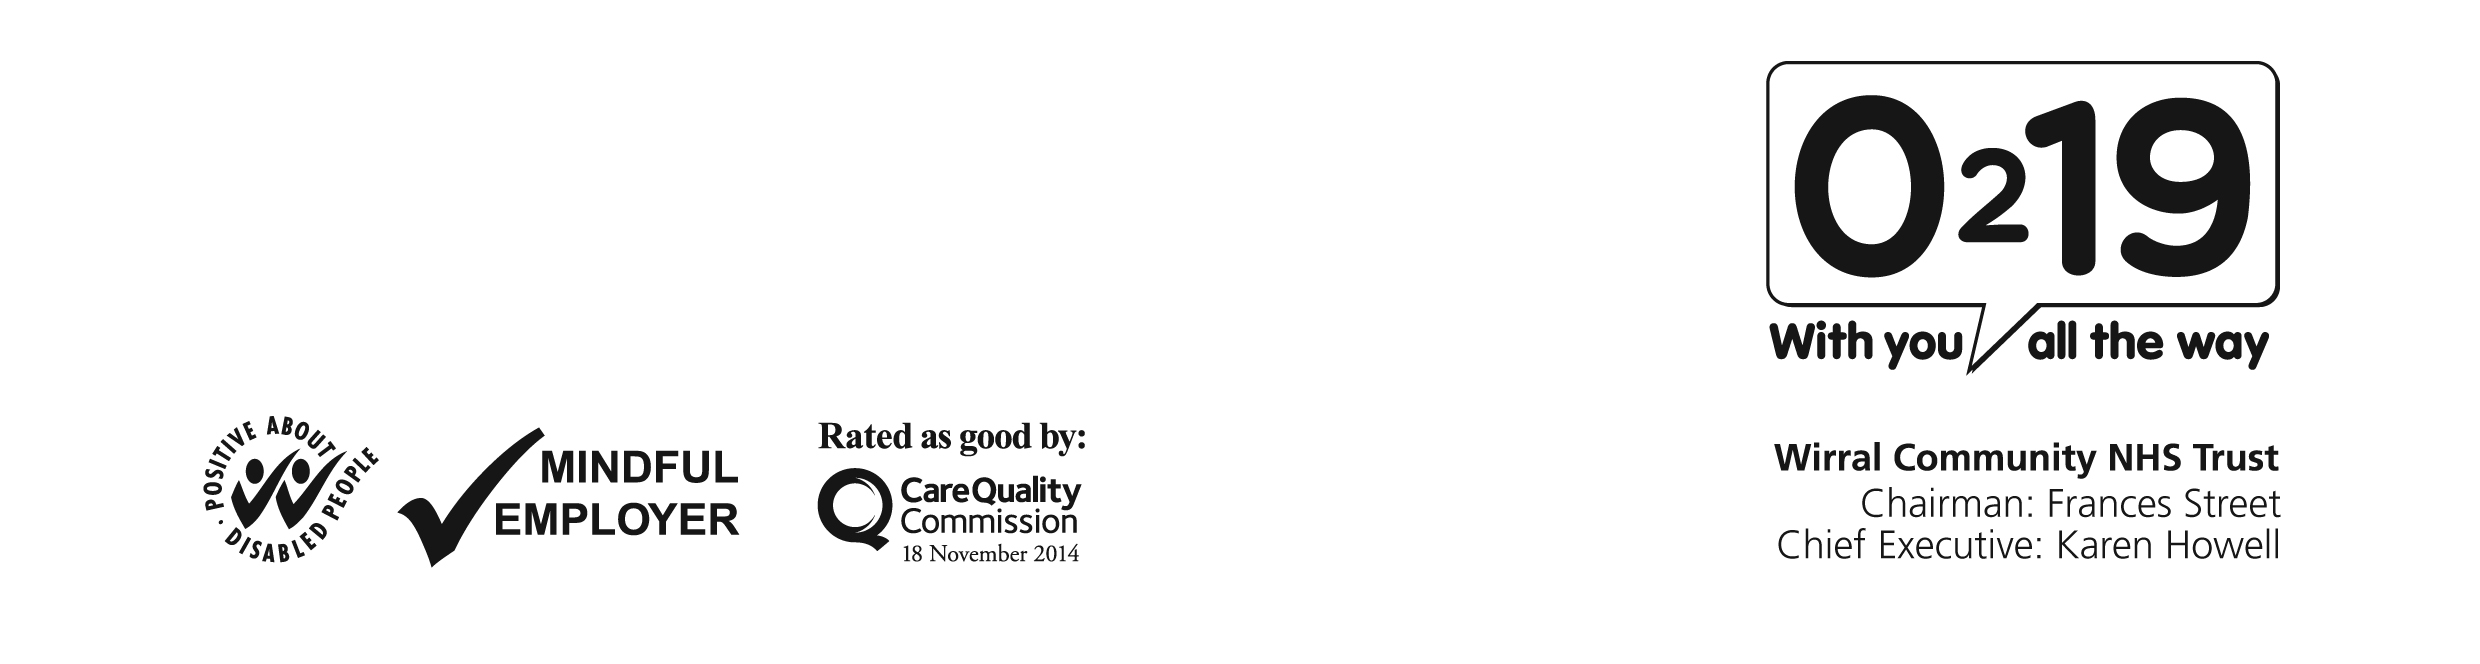 0219
With you all the way
POSITIVE ABOUT DISABLED PEOPLE
MINDFUL
EMPLOYER
Rated as good by:
CareQuality
Commission
18 November 2014
Wirral Community NHS Trust
Chairman: Frances Street
Chief Executive: Karen Howell